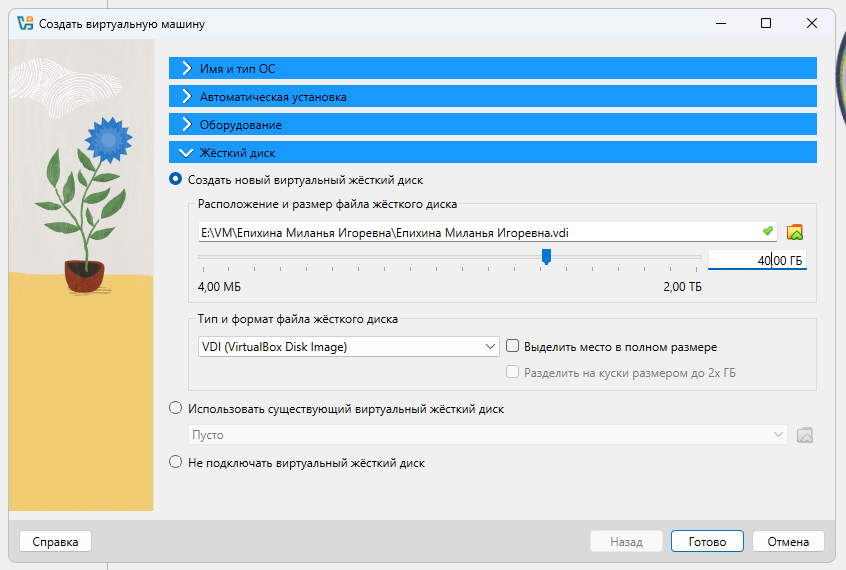 Создать виртуальную машину
Имя и тип ОС
Автоматическая установка
Оборудование
Жёсткий диск
Создать новый виртуальный жёсткий диск
Расположение и размер файла жёсткого диска
E:\VM\Епихина Миланья Игоревна\Епихина Миланья Игоревна.vdi
40,00 ГБ
4,00 МБ 2,00 ТБ
Тип и формат файла жёсткого диска
VDI (VirtualBox Disk Image) Выделить место в полном размере
Разделить на куски размером до 2х ГБ
Использовать существующий виртуальный жёсткий диск
Пусто
Не подключать виртуальный жёсткий диск
Справка Назад Готово Отмена